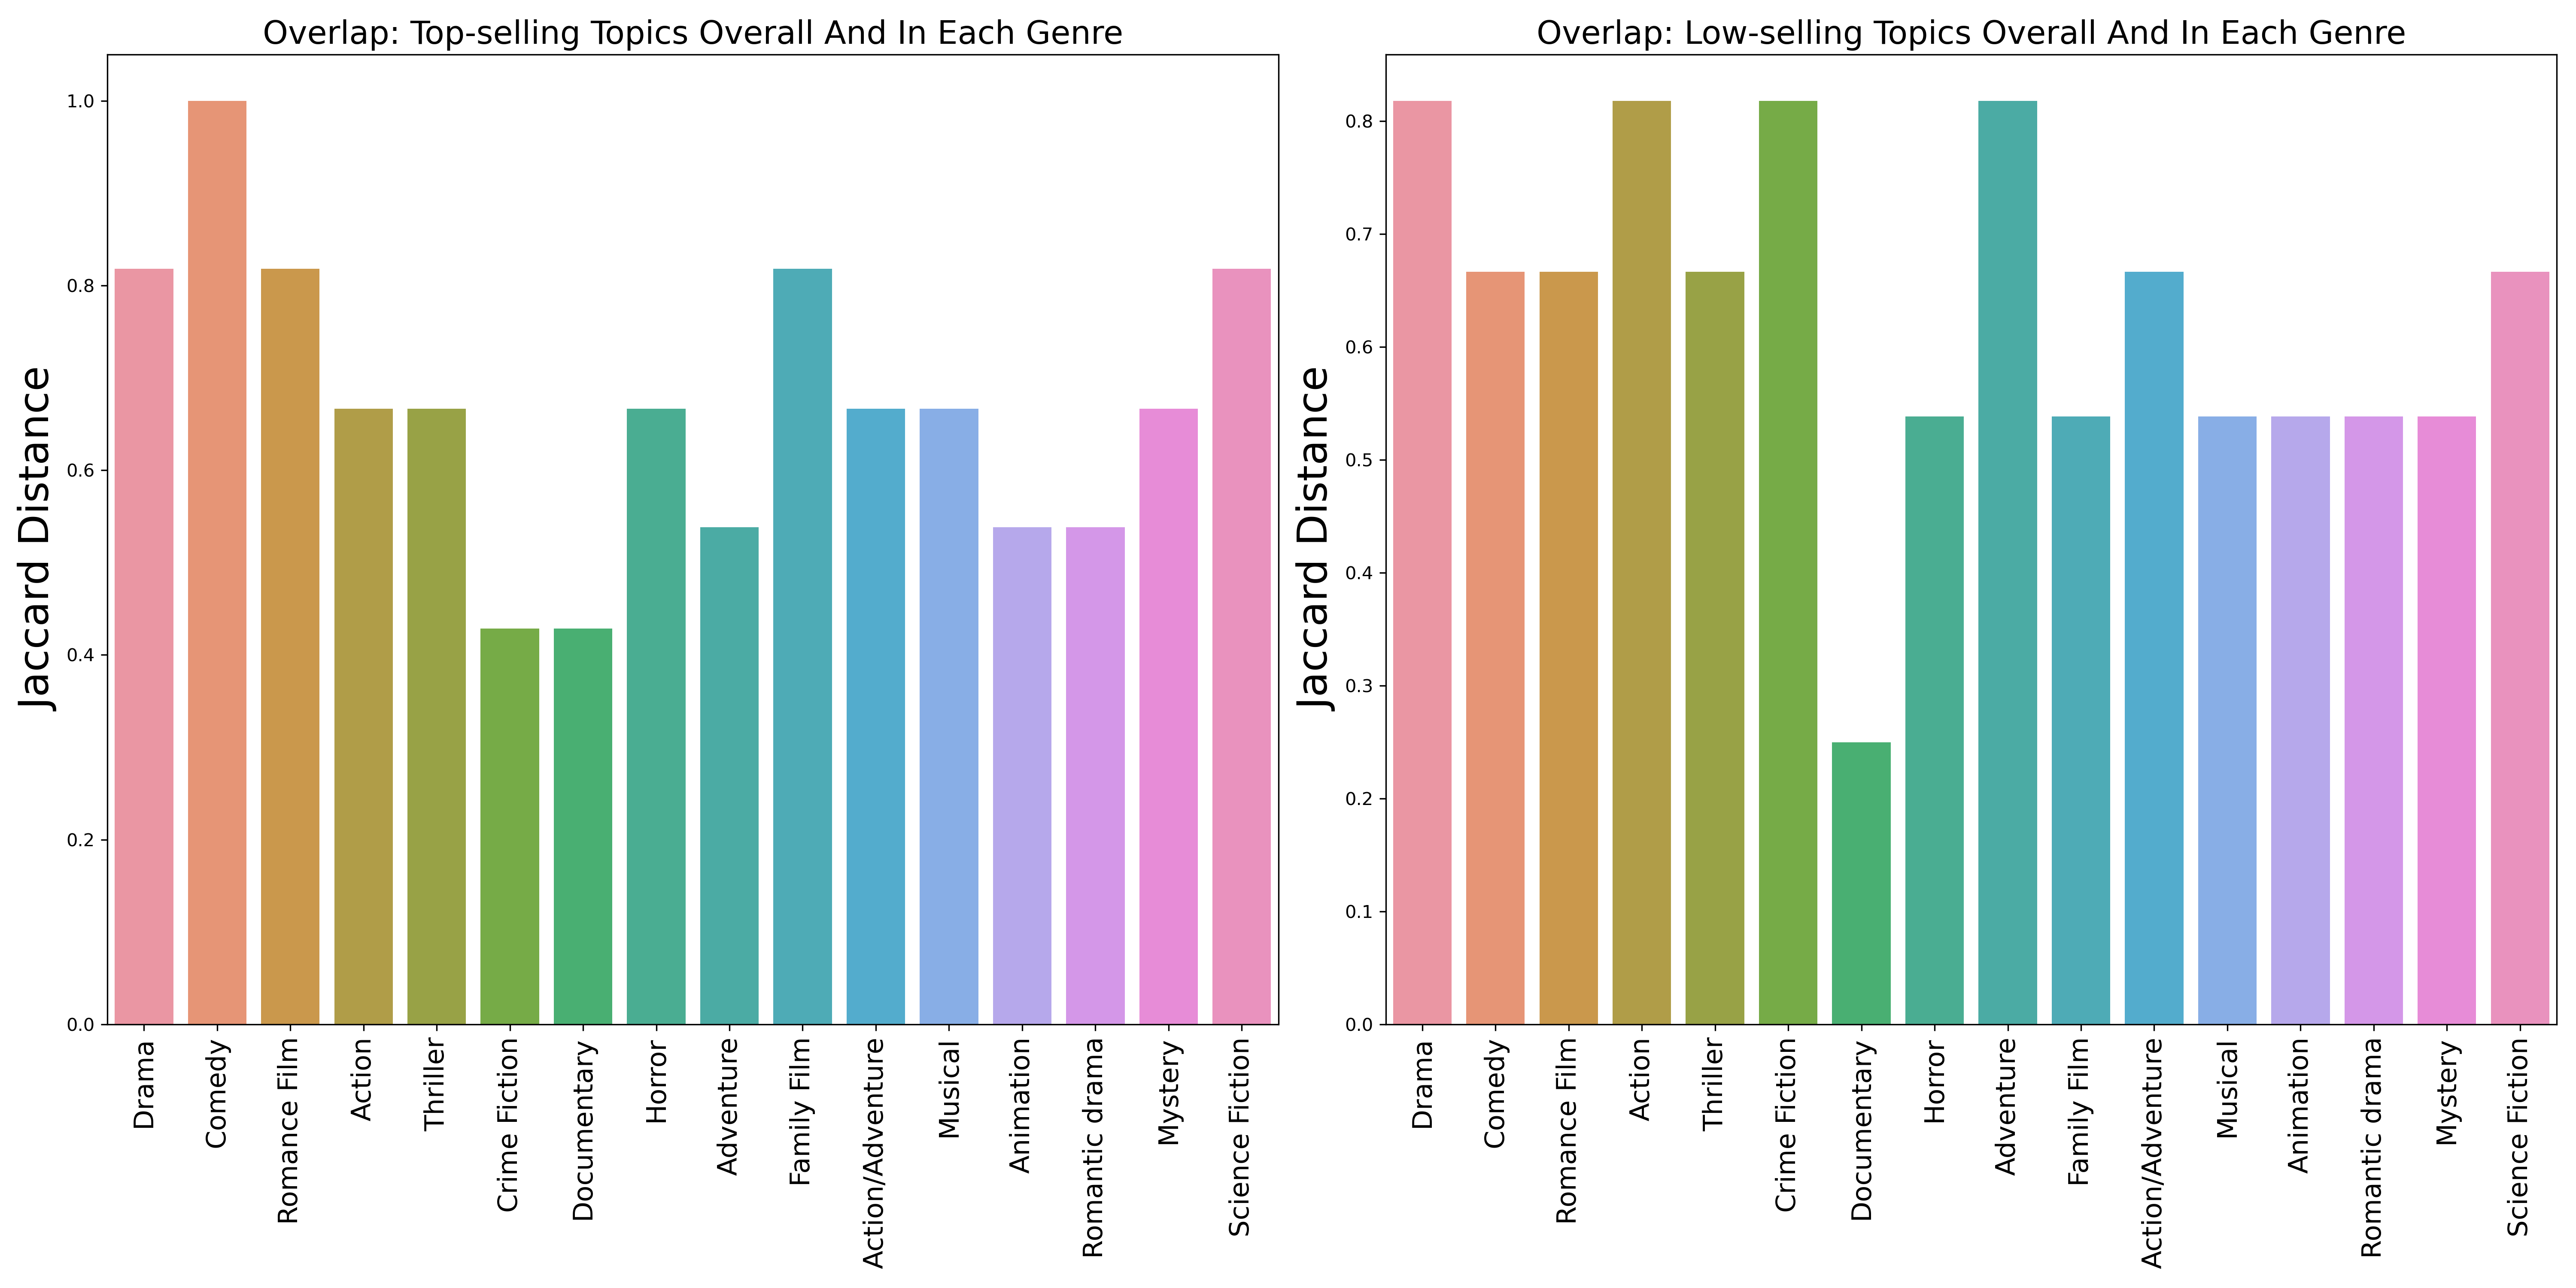 Overlap: Top-selling Topics Overall And In Each Genre
Jaccard Distance
1.0
0.8
0.6
0.4
0.2
0.0
Drama
Comedy
Romance Film
Action
Thriller
Crime Fiction
Documentary
Horror
Adventure
Family Film
Action/Adventure
Musical
Animation
Romantic drama
Mystery
Science Fiction
Overlap: Low-selling Topics Overall And In Each Genre
Jaccard Distance
0.8
0.7
0.6
0.5
0.4
0.3
0.2
0.1
0.0
Drama
Comedy
Romance Film
Action
Thriller
Crime Fiction
Documentary
Horror
Adventure
Family Film
Action/Adventure
Musical
Animation
Romantic drama
Mystery
Science Fiction